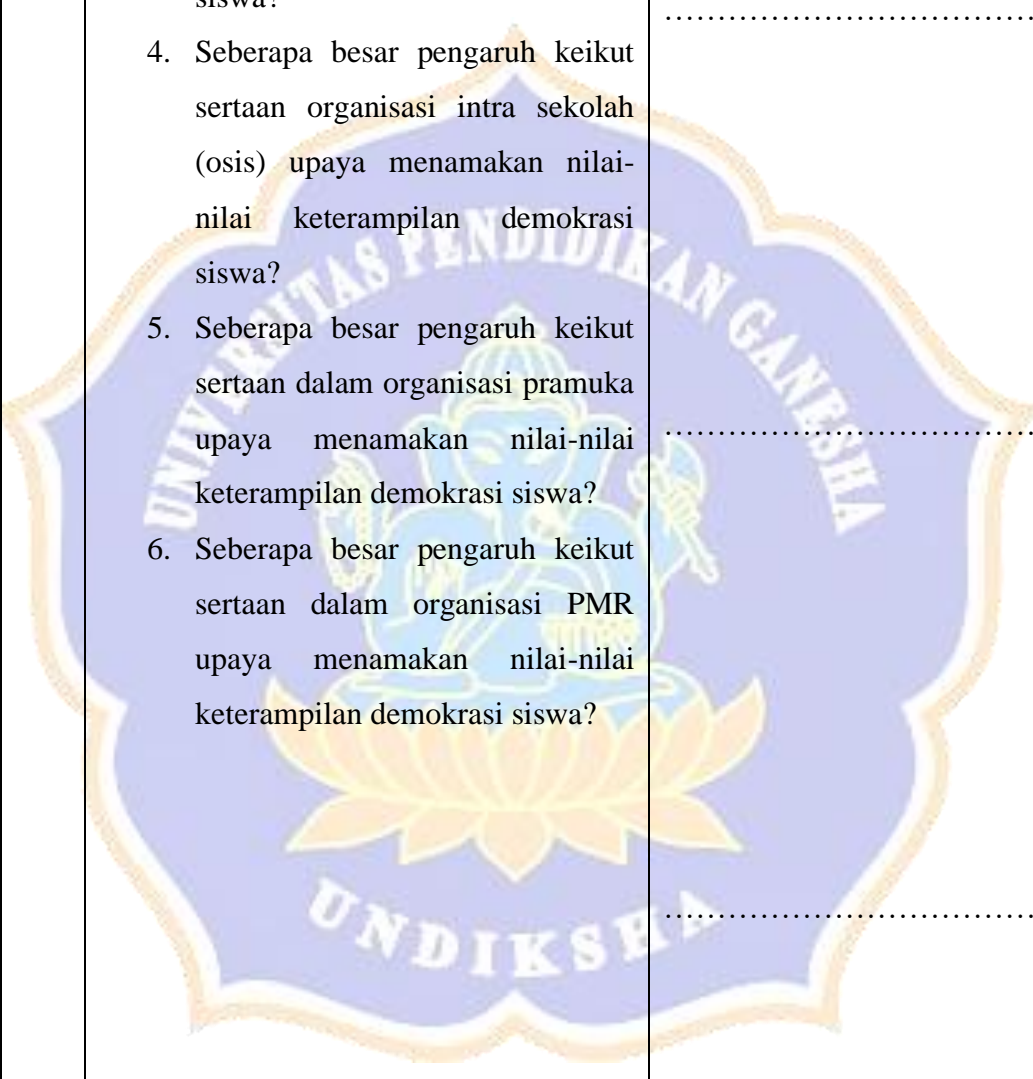 siswa?
………………………………
4. Seberapa besar pengaruh keikut
sertaan organisasi intra sekolah
(osis) upaya menamakan nilai-
nilai keterampilan demokrasi
siswa?
5. Seberapa besar pengaruh keikut
sertaan dalam organisasi pramuka
upaya menamakan nilai-nilai
………………………………
keterampilan demokrasi siswa?
6. Seberapa besar pengaruh keikut
sertaan dalam organisasi PMR
upaya menamakan nilai-nilai
keterampilan demokrasi siswa?
………………………………
UNIVERSITAS PENDIDIKAN GANESHA
UNDIKSHA